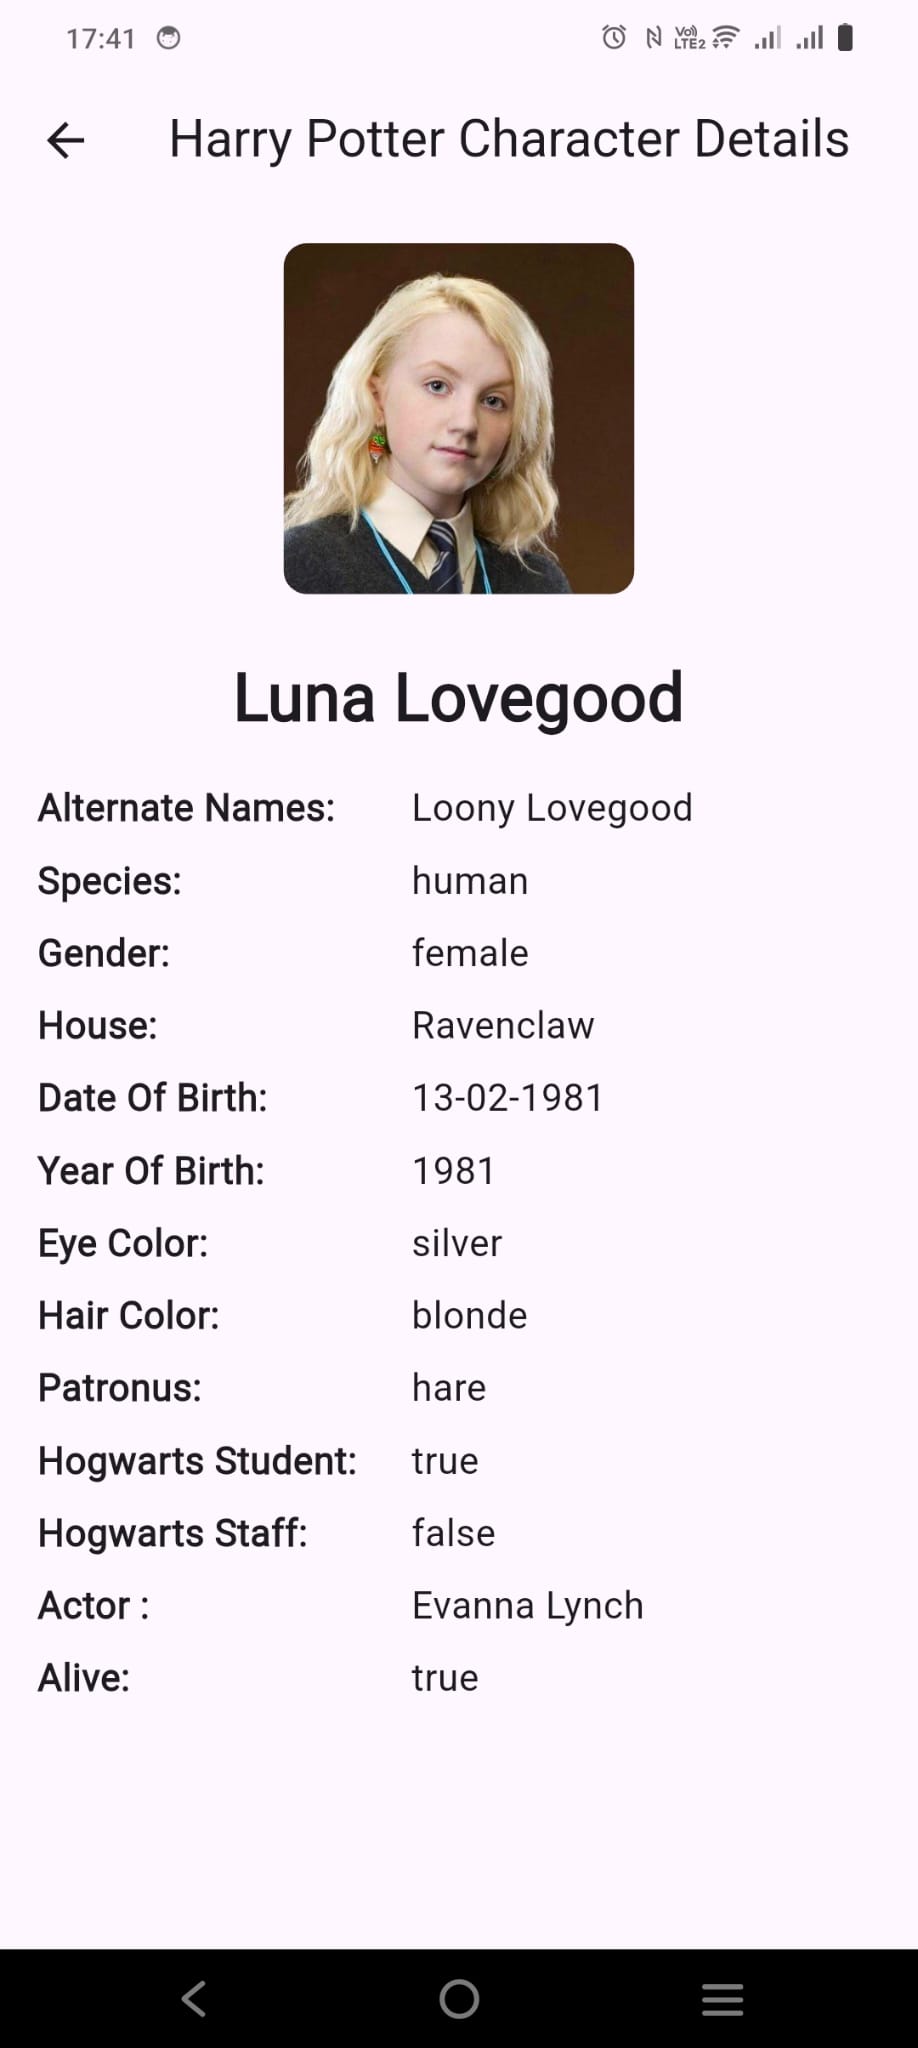 17:41
Vo)
LTE2
Harry Potter Character Details
Luna Lovegood
Alternate Names: Loony Lovegood
Species: human
Gender: female
House: Ravenclaw
Date Of Birth: 13-02-1981
Year Of Birth: 1981
Eye Color: silver
Hair Color: blonde
Patronus: hare
Hogwarts Student: true
Hogwarts Staff: false
Actor : Evanna Lynch
Alive: true